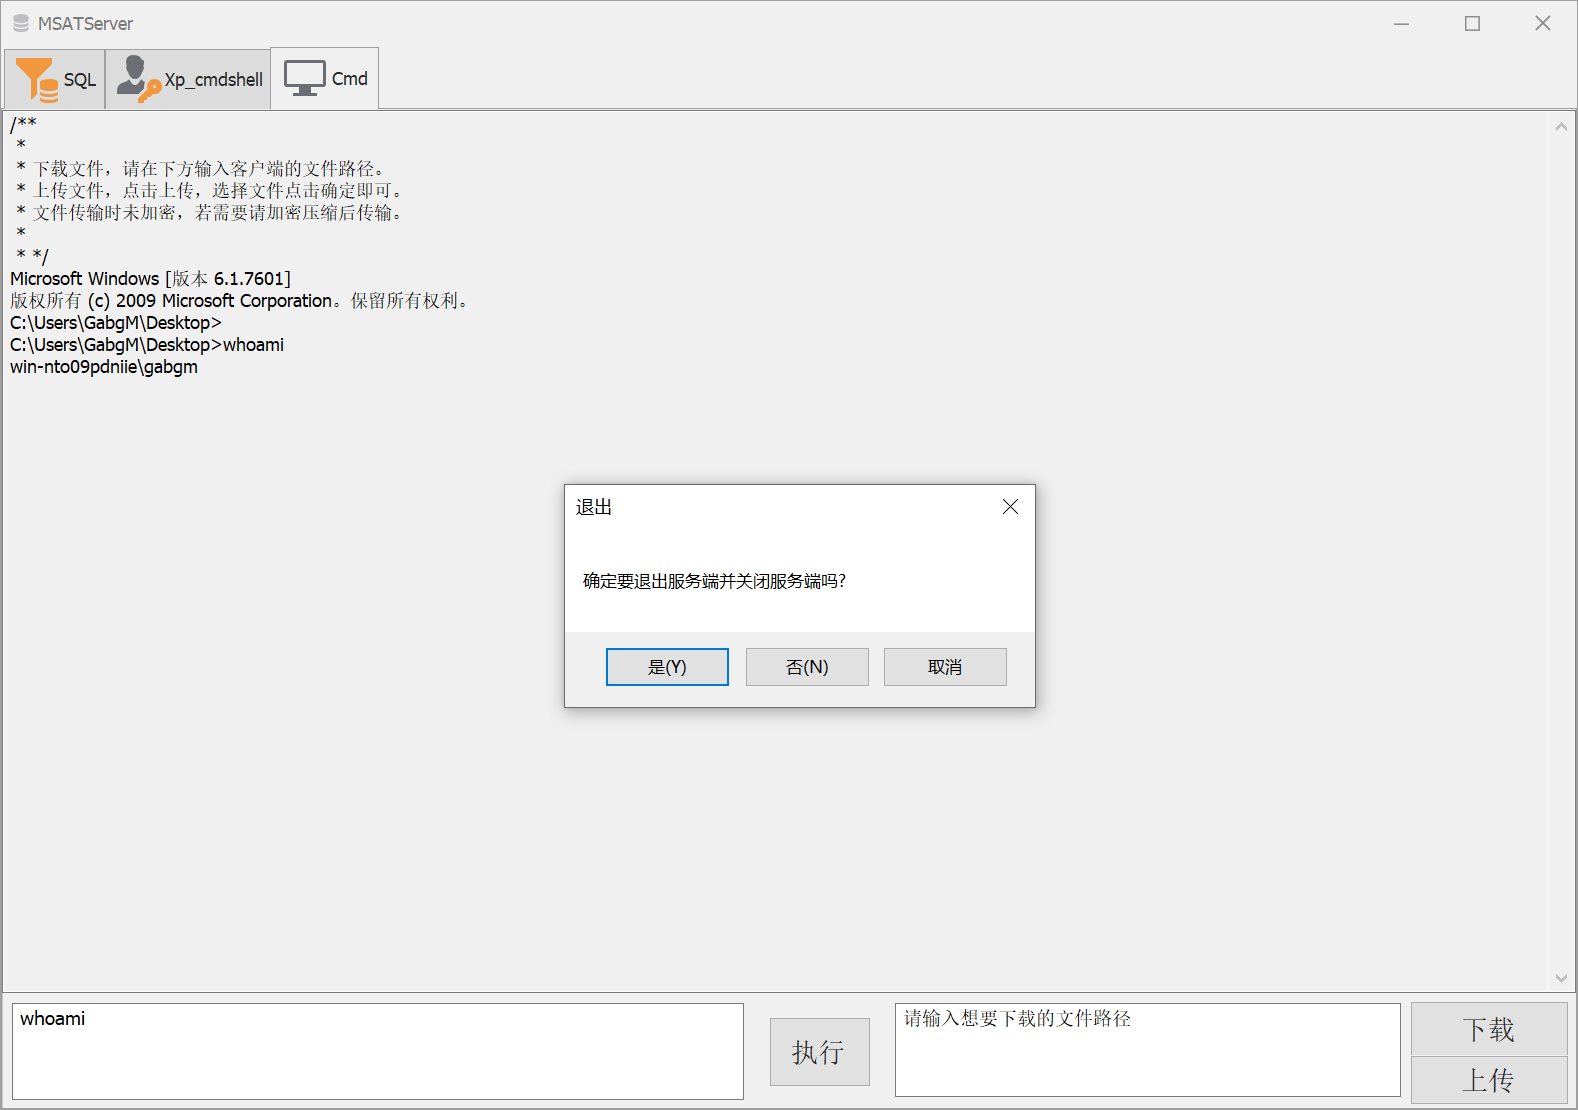 MSATServer
SQL
Xp_cmdshell
Cmd
/**
*
* 下载文件，请在下方输入客户端的文件路径。
* 上传文件，点击上传，选择文件点击确定即可。
* 文件传输时未加密，若需要请加密压缩后传输。
*
* */
Microsoft Windows [版本 6.1.7601]
版权所有 (c) 2009 Microsoft Corporation。保留所有权利。
C:\Users\GabgM\Desktop>
C:\Users\GabgM\Desktop>whoami
win-nto09pdniie\gabgm
退出
确定要退出服务端并关闭服务端吗?
是(Y)
否(N)
取消
whoami
执行
请输入想要下载的文件路径
下载
上传